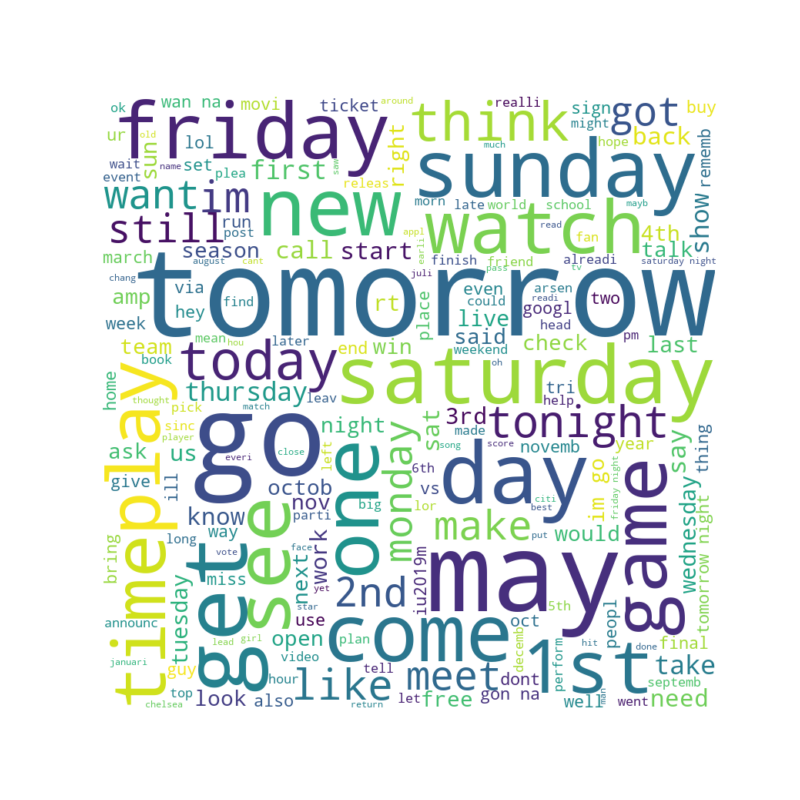 ok
wan na
movi
ticket
around
realli
sign
buy
friday
think
got
might
ur
old
lol
right
much
hope
back
rememb
sun
wait
event
name
set
plea
first
saw
sunday
want
im
new
releas
morn
late
world
school
mayb
show
still
run
post
appl
watch
read
fan
4th
talk
march
season
call
start
cant
earli
finish
friend
alreadi
saturday night
august
tomorrow
chang
juli
pass
tv
amp
via
hey
find
rt
place
even
could
live
arsen
readi
googl
two
week
said
head
pm
team
mean
hou
later
end
win
weekend
check
last
book
today
oh
saturday
home
thought
thursday
leav
tri
help
time
play
pick
sinc
player
go
match
night
sat
3rd
made
song
tonight
ask
us
everi
close
left
monday
score
novemb
year
say
thing
give
ill
get
see
one
octob
6th
vs
day
citi
best
im go
friday night
game
wednesday
tomorrow night
know
nov
big
lor
parti
make
would
long
way
vote
face
work
iu2019m
may
put
bring
miss
next
yet
2nd
5th
peopl
tuesday
star
use
come
oct
announc
lead
girl
open
plan
decemb
1st
hit
done
final
januari
guy
video
tell
meet
dont
perform
man
take
hour
like
septemb
top
look
also
return
let
free
gon na
well
went
need
chelsea